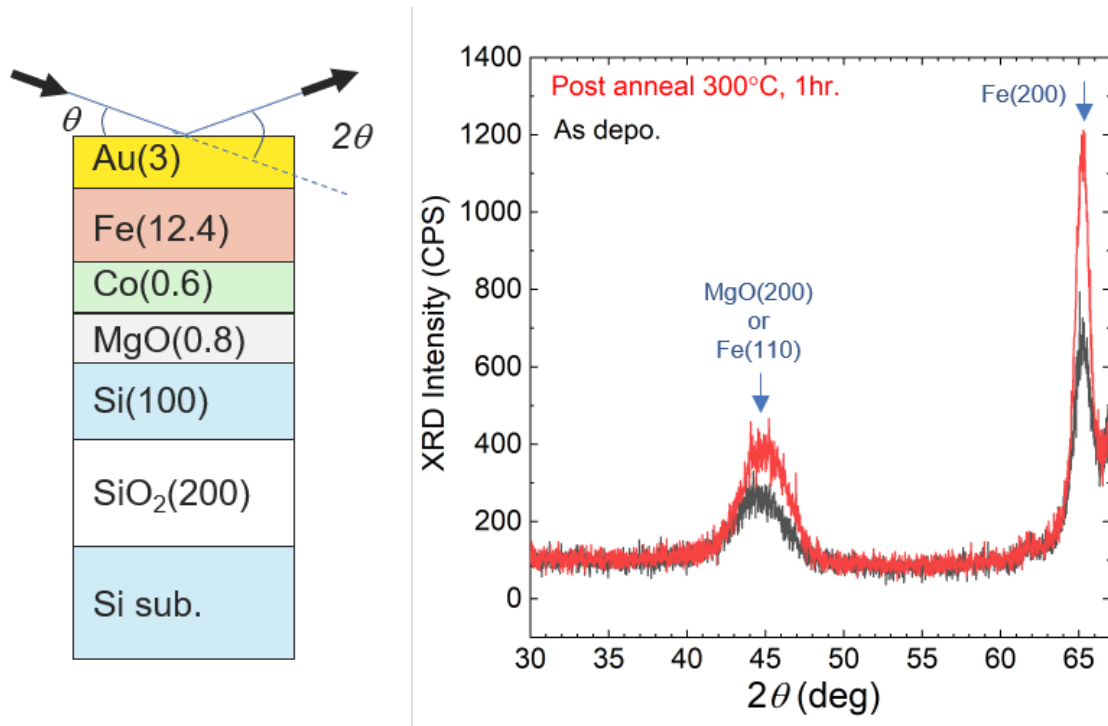 θ
2θ
Au(3)
Fe(12.4)
Co(0.6)
MgO(0.8)
Si(100)
SiO₂(200)
Si sub.
1400
1200
1000
800
600
400
200
0
XRD Intensity (CPS)
Post anneal 300°C, 1hr.
As depo.
Fe(200)
MgO(200)
or
Fe(110)
30
35
40
45
50
55
60
65
2θ (deg)